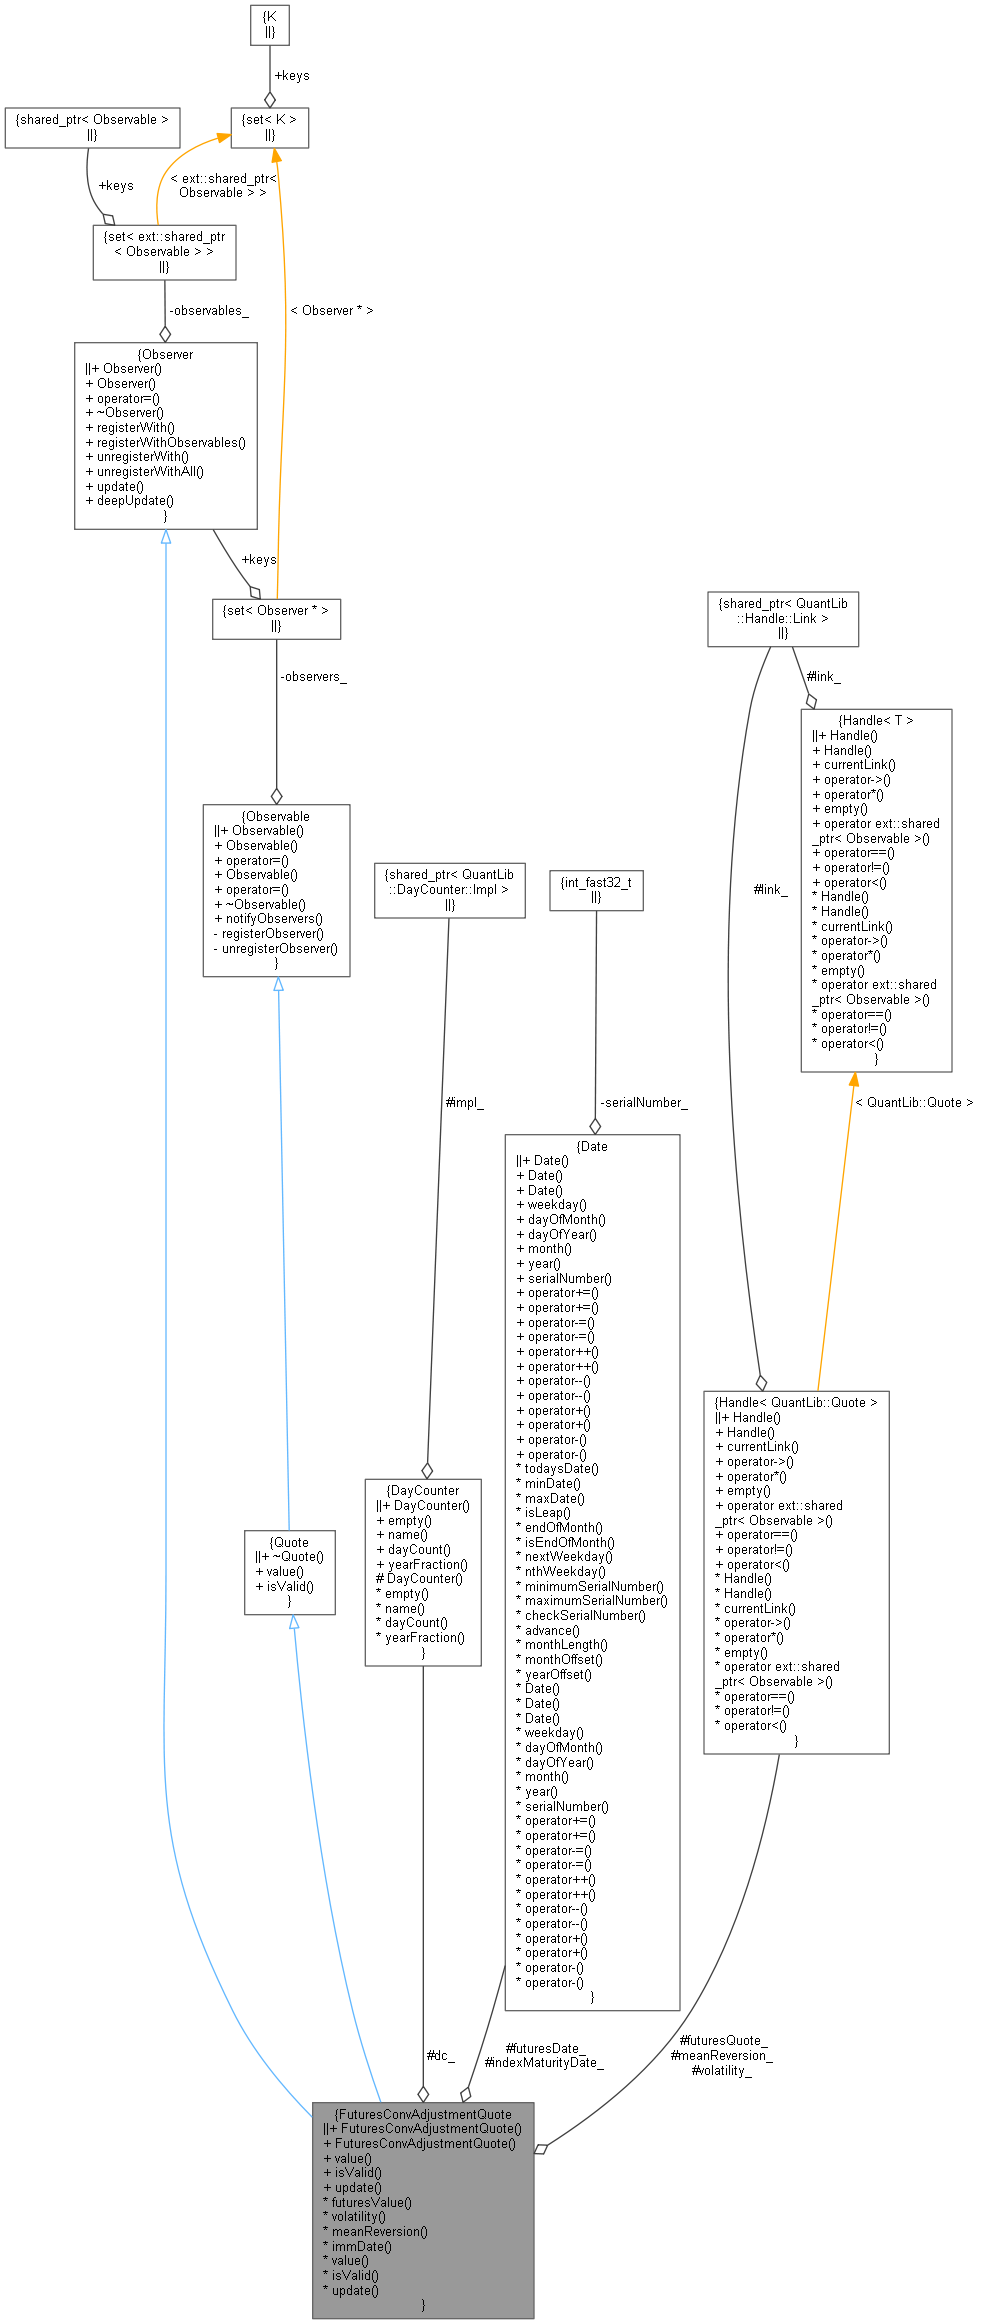 {K
||}
+keys
{shared_ptr< Observable >
||}
{set< K >
||}
+keys
< ext::shared_ptr<
Observable > >
{set< ext::shared_ptr
< Observable > >
||}
-observables_
< Observer * >
{Observer
||+ Observer()
+ Observer()
+ operator=()
+ ~Observer()
+ registerWith()
+ registerWithObservables()
+ unregisterWith()
+ unregisterWithAll()
+ update()
+ deepUpdate()
}
+keys
{set< Observer * >
||}
-observers_
{shared_ptr< QuantLib
::Handle::Link >
||}
#link_
{Handle< T >
||+ Handle()
+ Handle()
+ currentLink()
+ operator->()
+ operator*()
+ empty()
+ operator ext::shared
_ptr< Observable >()
+ operator==()
+ operator!=()
+ operator<()
* Handle()
* Handle()
* currentLink()
* operator->()
* operator*()
* empty()
* operator ext::shared
_ptr< Observable >()
* operator==()
* operator!=()
* operator<()
}
{Observable
||+ Observable()
+ Observable()
+ operator=()
+ Observable()
+ operator=()
+ ~Observable()
+ notifyObservers()
- registerObserver()
- unregisterObserver()
}
{shared_ptr< QuantLib
::DayCounter::Impl >
||}
{int_fast32_t
||}
#link_
#impl_
-serialNumber_
< QuantLib::Quote >
{Date
||+ Date()
+ Date()
+ Date()
+ weekday()
+ dayOfMonth()
+ dayOfYear()
+ month()
+ year()
+ serialNumber()
+ operator+=()
+ operator+=()
+ operator-=()
+ operator-=()
+ operator++()
+ operator++()
+ operator--()
+ operator--()
+ operator+()
+ operator+()
+ operator-()
+ operator-()
* todaysDate()
* minDate()
* maxDate()
* isLeap()
* endOfMonth()
* isEndOfMonth()
* nextWeekday()
* nthWeekday()
* minimumSerialNumber()
* maximumSerialNumber()
* checkSerialNumber()
* advance()
* monthLength()
* monthOffset()
* yearOffset()
* Date()
* Date()
* Date()
* weekday()
* dayOfMonth()
* dayOfYear()
* month()
* year()
* serialNumber()
* operator+=()
* operator+=()
* operator-=()
* operator-=()
* operator++()
* operator++()
* operator--()
* operator--()
* operator+()
* operator+()
* operator-()
* operator-()
}
{Handle< QuantLib::Quote >
||+ Handle()
+ Handle()
+ currentLink()
+ operator->()
+ operator*()
+ empty()
+ operator ext::shared
_ptr< Observable >()
+ operator==()
+ operator!=()
+ operator<()
* Handle()
* Handle()
* currentLink()
* operator->()
* operator*()
* empty()
* operator ext::shared
_ptr< Observable >()
* operator==()
* operator!=()
* operator<()
}
{DayCounter
||+ DayCounter()
+ empty()
+ name()
+ dayCount()
+ yearFraction()
# DayCounter()
* empty()
* name()
* dayCount()
* yearFraction()
}
{Quote
||+ ~Quote()
+ value()
+ isValid()
}
#dc_
#futuresDate_
#indexMaturityDate_
#futuresQuote_
#meanReversion_
#volatility_
{FuturesConvAdjustmentQuote
||+ FuturesConvAdjustmentQuote()
+ FuturesConvAdjustmentQuote()
+ value()
+ isValid()
+ update()
* futuresValue()
* volatility()
* meanReversion()
* immDate()
* value()
* isValid()
* update()
}